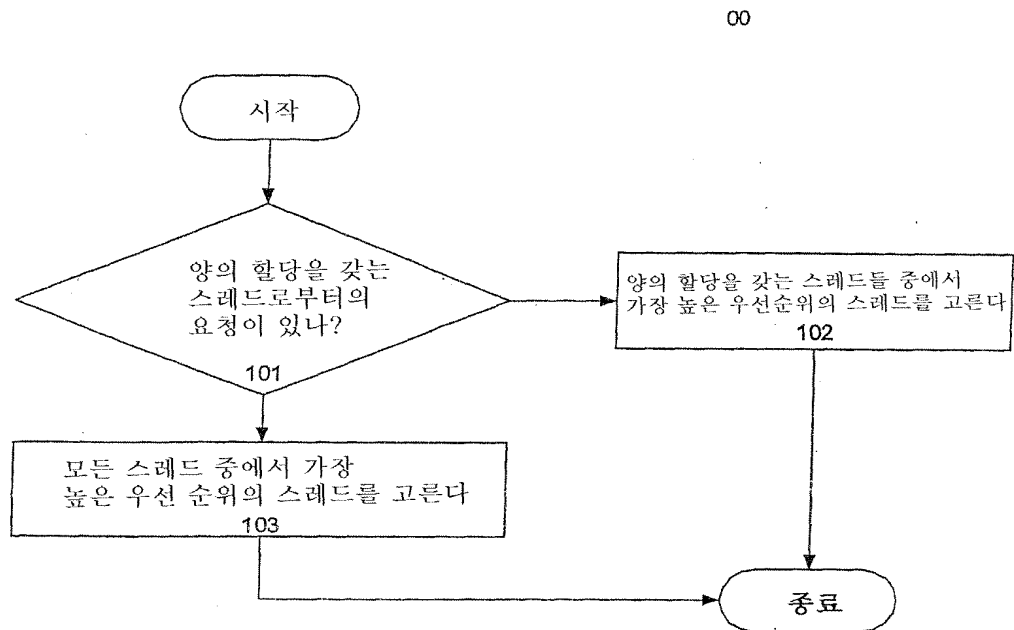 00
시작
양의 할당을 갖는
스레드로부터의
요청이 있나?
101
양의 할당을 갖는 스레드들 중에서
가장 높은 우선순위의 스레드를 고른다
102
모든 스레드 중에서 가장
높은 우선 순위의 스레드를 고른다
103
종료